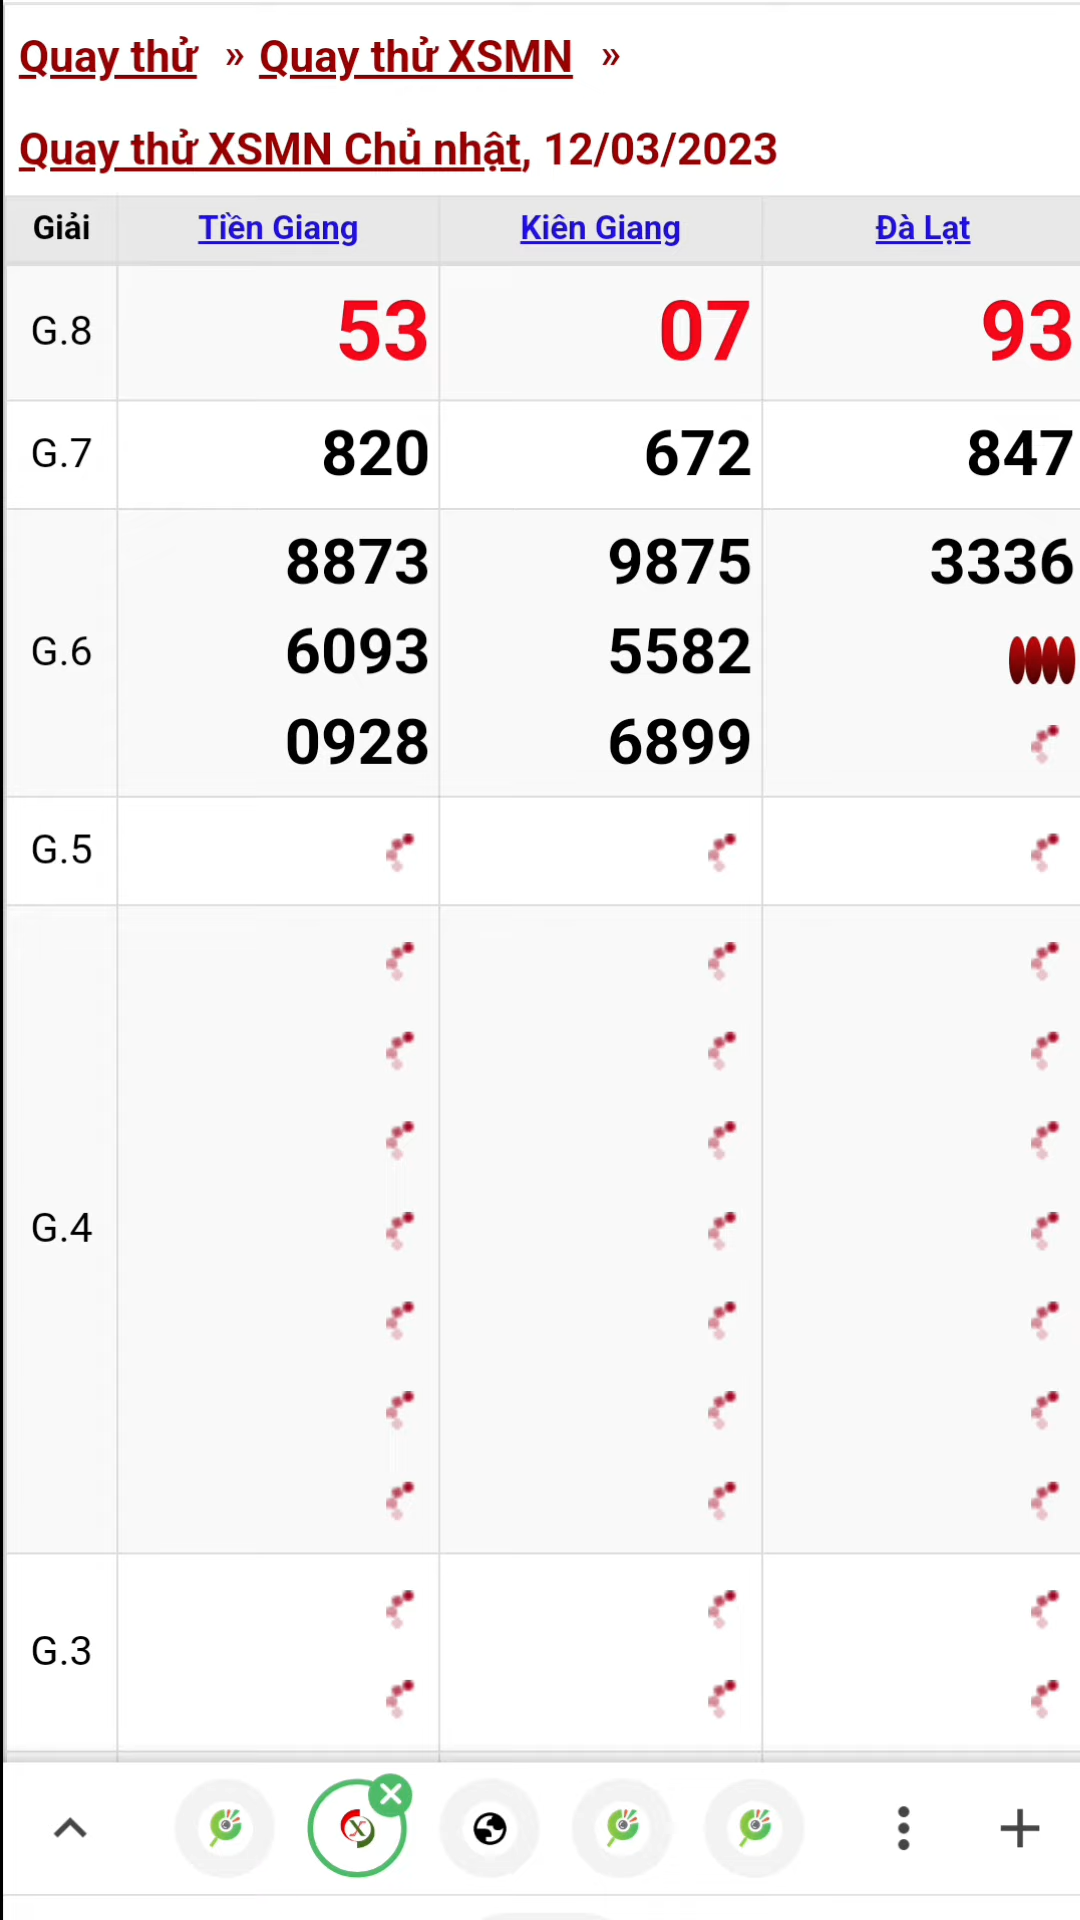 Quay thử » Quay thử XSMN »
Quay thử XSMN Chủ nhật, 12/03/2023
Giải Tiền Giang Kiên Giang Đà Lạt
G.8 53 07 93
G.7 820 672 847
G.6 8873 9875 3336
6093 5582
0928 6899
G.5
G.4
G.3